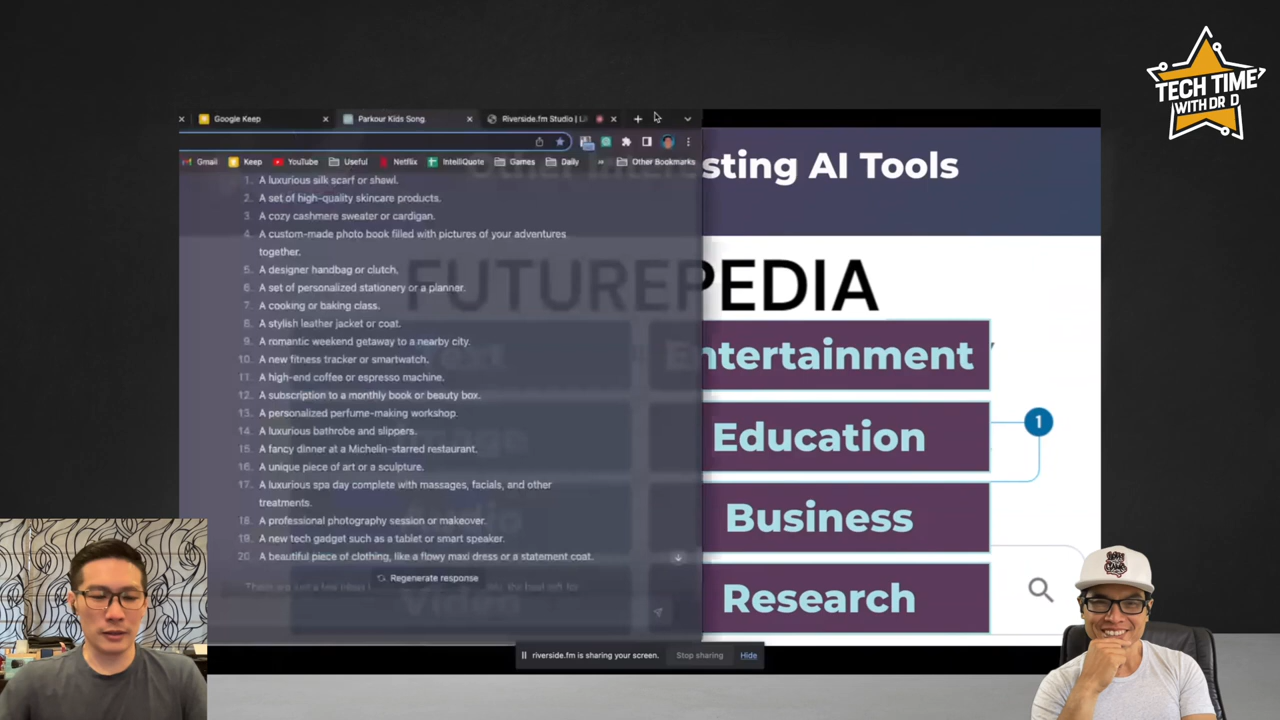 TECH TIME
WITH DR D
Google Keep
Parkour Kids Song
Riverside.fm Studio | Li
Gmail
Keep
YouTube
Useful
Netflix
IntelliQuote
Games
Daily
Other Bookmarks
Other Interesting AI Tools
1. A luxurious silk scarf or shawl.
2. A set of high-quality skincare products.
3. A cozy cashmere sweater or cardigan.
4. A custom-made photo book filled with pictures of your adventures
together.
5. A designer handbag or clutch.
6. A set of personalized stationery or a planner.
7. A cooking or baking class.
8. A stylish leather jacket or coat.
9. A romantic weekend getaway to a nearby city.
10. A new fitness tracker or smartwatch.
11. A high-end coffee or espresso machine.
12. A subscription to a monthly book or beauty box.
13. A personalized perfume-making workshop.
14. A luxurious bathrobe and slippers.
15. A fancy dinner at a Michelin-starred restaurant.
16. A unique piece of art or a sculpture.
17. A luxurious spa day complete with massages, facials, and other
treatments.
18. A professional photography session or makeover.
19. A new tech gadget such as a tablet or smart speaker.
20. A beautiful piece of clothing, like a flowy maxi dress or a statement coat.
Regenerate response
FUTUREPEDIA
Text
Entertainment
Image
Education
1
Audio
Business
Video
Research
riverside.fm is sharing your screen.
Stop sharing
Hide